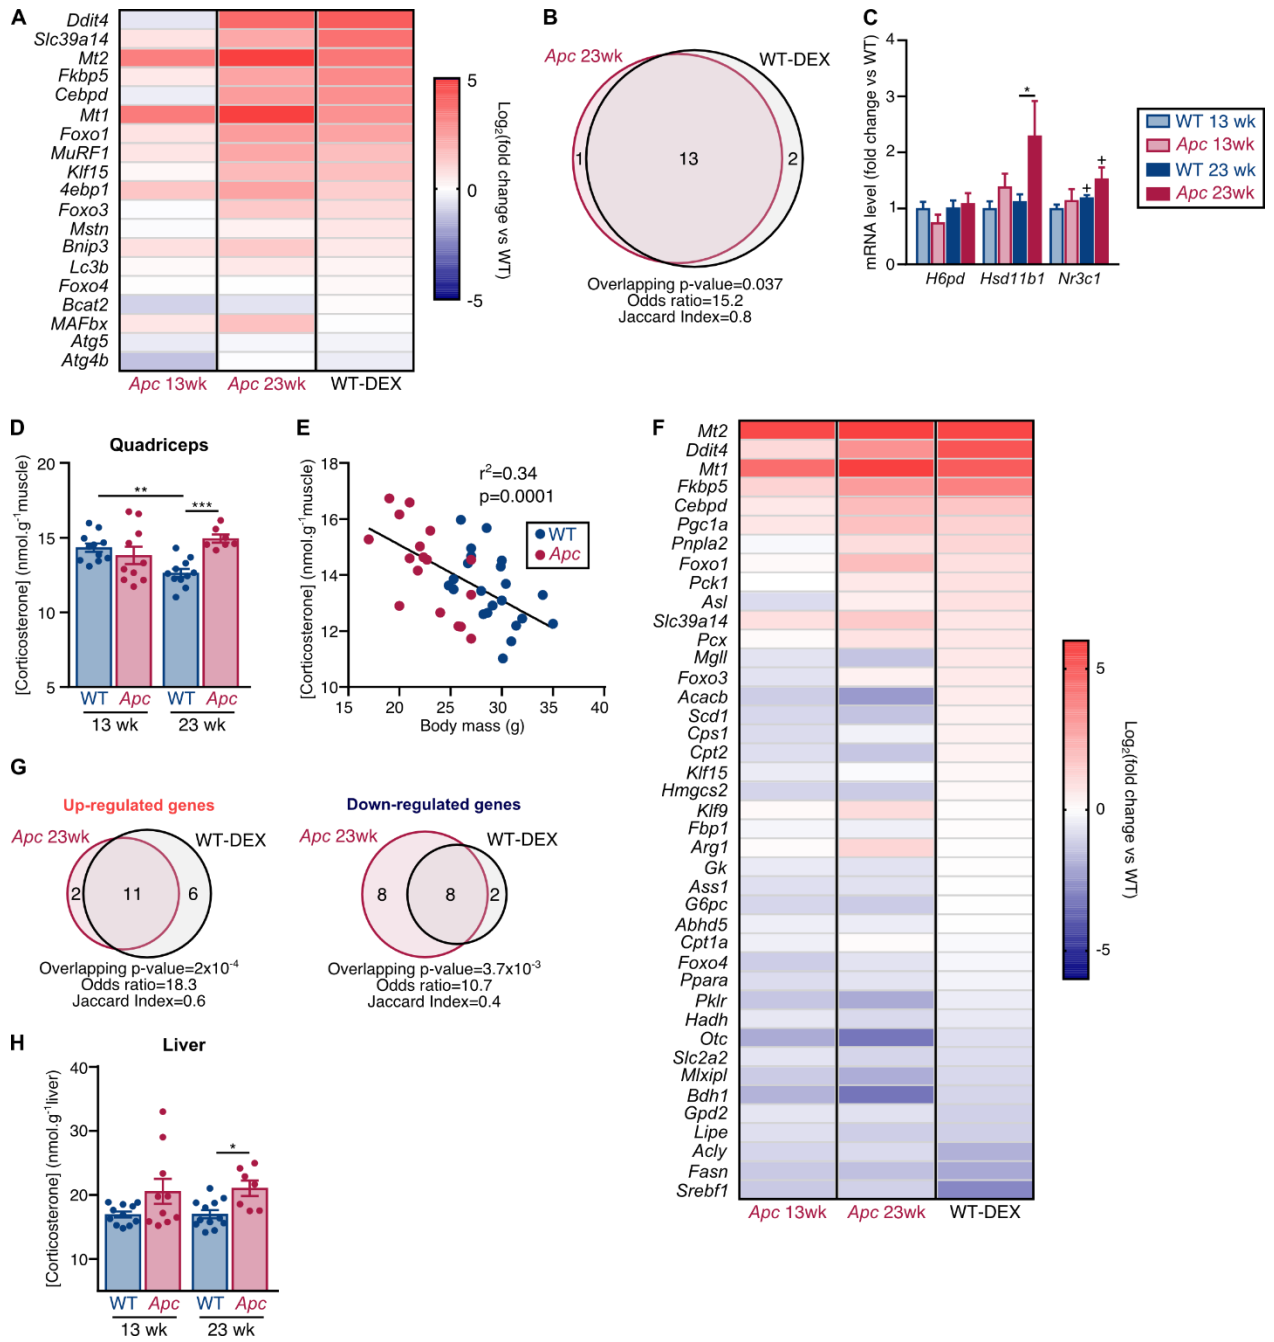 A
Ddit4
Slc39a14
Mt2
Fkbp5
Cebpd
Mt1
Foxo1
MuRF1
Klf15
4ebp1
Foxo3
Mstn
Bnip3
Lc3b
Foxo4
Bcat2
MAFbx
Atg5
Atg4b
Apc 13wk
Apc 23wk
WT-DEX
5
0
-5
Log2(fold change vs WT)
B
Apc 23wk
WT-DEX
1
13
2
Overlapping p-value=0.037
Odds ratio=15.2
Jaccard Index=0.8
C
mRNA level (fold change vs WT)
4
3
2
1
0
*
+
+
H6pd
Hsd11b1
Nr3c1
WT 13 wk
Apc 13wk
WT 23 wk
Apc 23wk
D
Quadriceps
[Corticosterone] (nmol.g-1muscle)
20
15
10
5
**
***
WT
Apc
WT
Apc
13 wk
23 wk
E
[Corticosterone] (nmol.g-1muscle)
18
16
14
12
10
r2=0.34
p=0.0001
WT
Apc
15
20
25
30
35
40
Body mass (g)
F
Mt2
Ddit4
Mt1
Fkbp5
Cebpd
Pgc1a
Pnpla2
Foxo1
Pck1
Asl
Slc39a14
Pcx
Mgll
Foxo3
Acacb
Scd1
Cps1
Cpt2
Klf15
Hmgcs2
Klf9
Fbp1
Arg1
Gk
Ass1
G6pc
Abhd5
Cpt1a
Foxo4
Ppara
Pklr
Hadh
Otc
Slc2a2
Mlxipl
Bdh1
Gpd2
Lipe
Acly
Fasn
Srebf1
Apc 13wk
Apc 23wk
WT-DEX
5
0
-5
Log2(fold change vs WT)
G
Up-regulated genes
Apc 23wk
WT-DEX
2
11
6
Overlapping p-value=2x10-4
Odds ratio=18.3
Jaccard Index=0.6
Down-regulated genes
Apc 23wk
WT-DEX
8
8
2
Overlapping p-value=3.7x10-3
Odds ratio=10.7
Jaccard Index=0.4
H
Liver
[Corticosterone] (nmol.g-1liver)
40
30
20
10
*
WT
Apc
WT
Apc
13 wk
23 wk